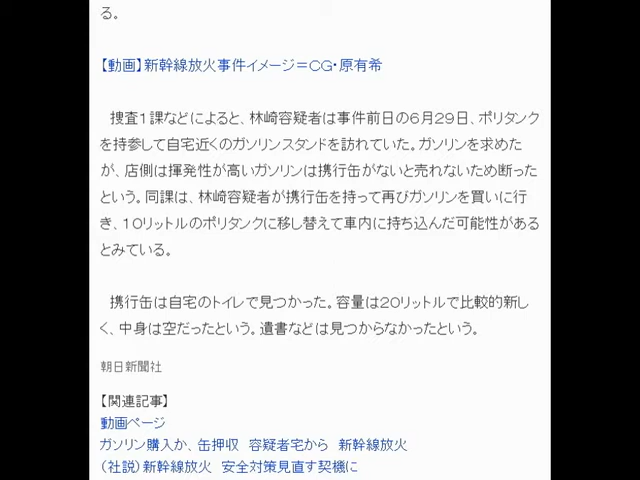 る。
【動画】新幹線放火事件イメージ＝CG・原有希
捜査1課などによると、林崎容疑者は事件前日の6月29日、ポリタンク
を持参して自宅近くのガソリンスタンドを訪れていた。ガソリンを求めた
が、店側は揮発性が高いガソリンは携行缶がないと売れないため断った
という。同課は、林崎容疑者が携行缶を持って再びガソリンを買いに行
き、10リットルのポリタンクに移し替えて車内に持ち込んだ可能性がある
とみている。
携行缶は自宅のトイレで見つかった。容量は20リットルで比較的新し
く、中身は空だったという。遺書などは見つからなかったという。
朝日新聞社
【関連記事】
動画ページ
ガソリン購入か、缶押収　容疑者宅から　新幹線放火
（社説）新幹線放火　安全対策見直す契機に